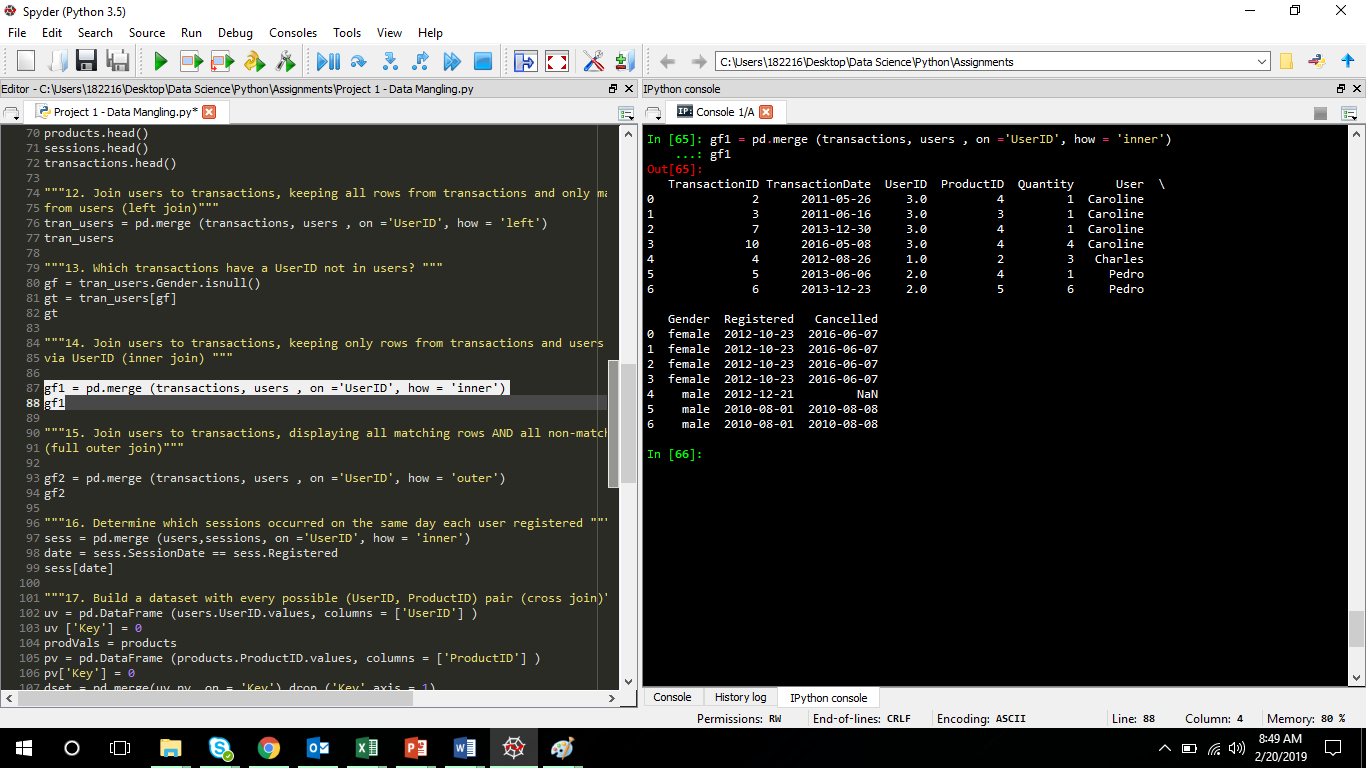 Spyder (Python 3.5)
File Edit Search Source Run Debug Consoles Tools View Help
C:\Users\182216\Desktop\Data Science\Python\Assignments
Editor - C:\Users\182216\Desktop\Data Science\Python\Assignments\Project 1 - Data Mangling.py
Project 1 - Data Mangling.py*
70 products.head()
71 sessions.head()
72 transactions.head()
73
74 """12. Join users to transactions, keeping all rows from transactions and only ma
75 from users (left join)"""
76 tran_users = pd.merge (transactions, users , on ='UserID', how = 'left')
77 tran_users
78
79 """13. Which transactions have a UserID not in users? """
80 gf = tran_users.Gender.isnull()
81 gt = tran_users[gf]
82 gt
83
84 """14. Join users to transactions, keeping only rows from transactions and users
85 via UserID (inner join) """
86
87 gf1 = pd.merge (transactions, users , on ='UserID', how = 'inner')
88 gf1
89
90 """15. Join users to transactions, displaying all matching rows AND all non-match
91 (full outer join)"""
92
93 gf2 = pd.merge (transactions, users , on ='UserID', how = 'outer')
94 gf2
95
96 """16. Determine which sessions occurred on the same day each user registered """
97 sess = pd.merge (users,sessions, on ='UserID', how = 'inner')
98 date = sess.SessionDate == sess.Registered
99 sess[date]
100
101 """17. Build a dataset with every possible (UserID, ProductID) pair (cross join)"
102 uv = pd.DataFrame (users.UserID.values, columns = ['UserID'] )
103 uv ['Key'] = 0
104 prodVals = products
105 pv = pd.DataFrame (products.ProductID.values, columns = ['ProductID'] )
106 pv['Key'] = 0
107 dset = pd.merge(uv,pv, on = 'Key').drop ('Key',axis = 1)
IPython console
IP: Console 1/A
In [65]: gf1 = pd.merge (transactions, users , on ='UserID', how = 'inner')
...: gf1
Out[65]:
TransactionID TransactionDate UserID ProductID Quantity User \
0 2 2011-05-26 3.0 4 1 Caroline
1 3 2011-06-16 3.0 3 1 Caroline
2 7 2013-12-30 3.0 4 1 Caroline
3 10 2016-05-08 3.0 4 4 Caroline
4 4 2012-08-26 1.0 2 3 Charles
5 5 2013-06-06 2.0 4 1 Pedro
6 6 2013-12-23 2.0 5 6 Pedro
Gender Registered Cancelled
0 female 2012-10-23 2016-06-07
1 female 2012-10-23 2016-06-07
2 female 2012-10-23 2016-06-07
3 female 2012-10-23 2016-06-07
4 male 2012-12-21 NaN
5 male 2010-08-01 2010-08-08
6 male 2010-08-01 2010-08-08
In [66]:
Console History log IPython console
Permissions: RW End-of-lines: CRLF Encoding: ASCII Line: 88 Column: 4 Memory: 80 %
8:49 AM
2/20/2019